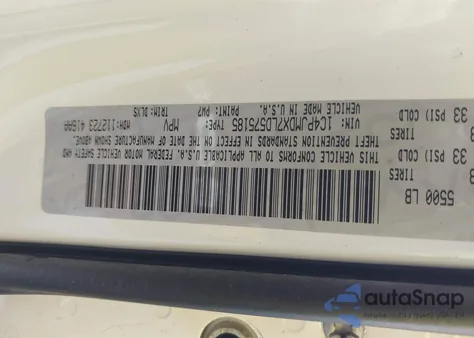 5500 LB
TIRES
33 PSI) COLD
TIRES
33 PSI) COLD
THIS VEHICLE CONFORMS TO ALL APPLICABLE FEDERAL MOTOR VEHICLE SAFETY AND
THEFT PREVENTION STANDARDS IN EFFECT ON THE DATE OF MANUFACTURE SHOWN ABOVE.
VIN: 1C4PJMDX7LD575185 TYPE: MPV MDH: 112723 416AA
VEHICLE MADE IN U.S.A. PAINT: PW7 TRIM: DLXS
autoSnap